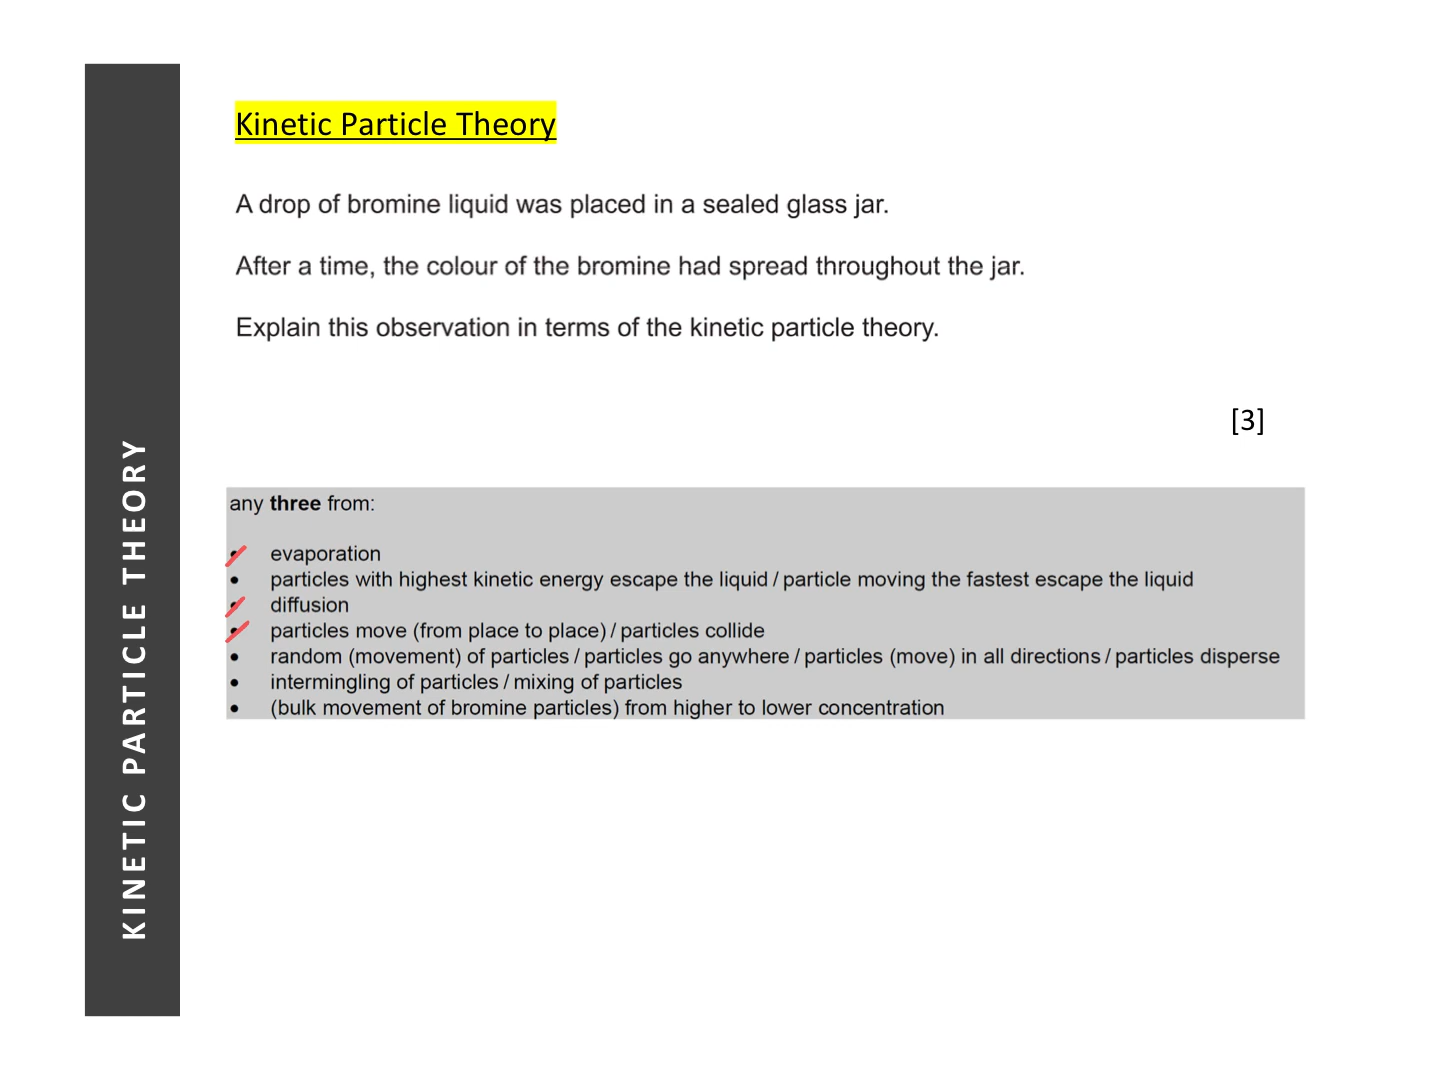 KINETIC PARTICLE THEORY
Kinetic Particle Theory
A drop of bromine liquid was placed in a sealed glass jar.
After a time, the colour of the bromine had spread throughout the jar.
Explain this observation in terms of the kinetic particle theory.
[3]
any three from:
• evaporation
• particles with highest kinetic energy escape the liquid / particle moving the fastest escape the liquid
• diffusion
• particles move (from place to place) / particles collide
• random (movement) of particles / particles go anywhere / particles (move) in all directions / particles disperse
• intermingling of particles / mixing of particles
• (bulk movement of bromine particles) from higher to lower concentration